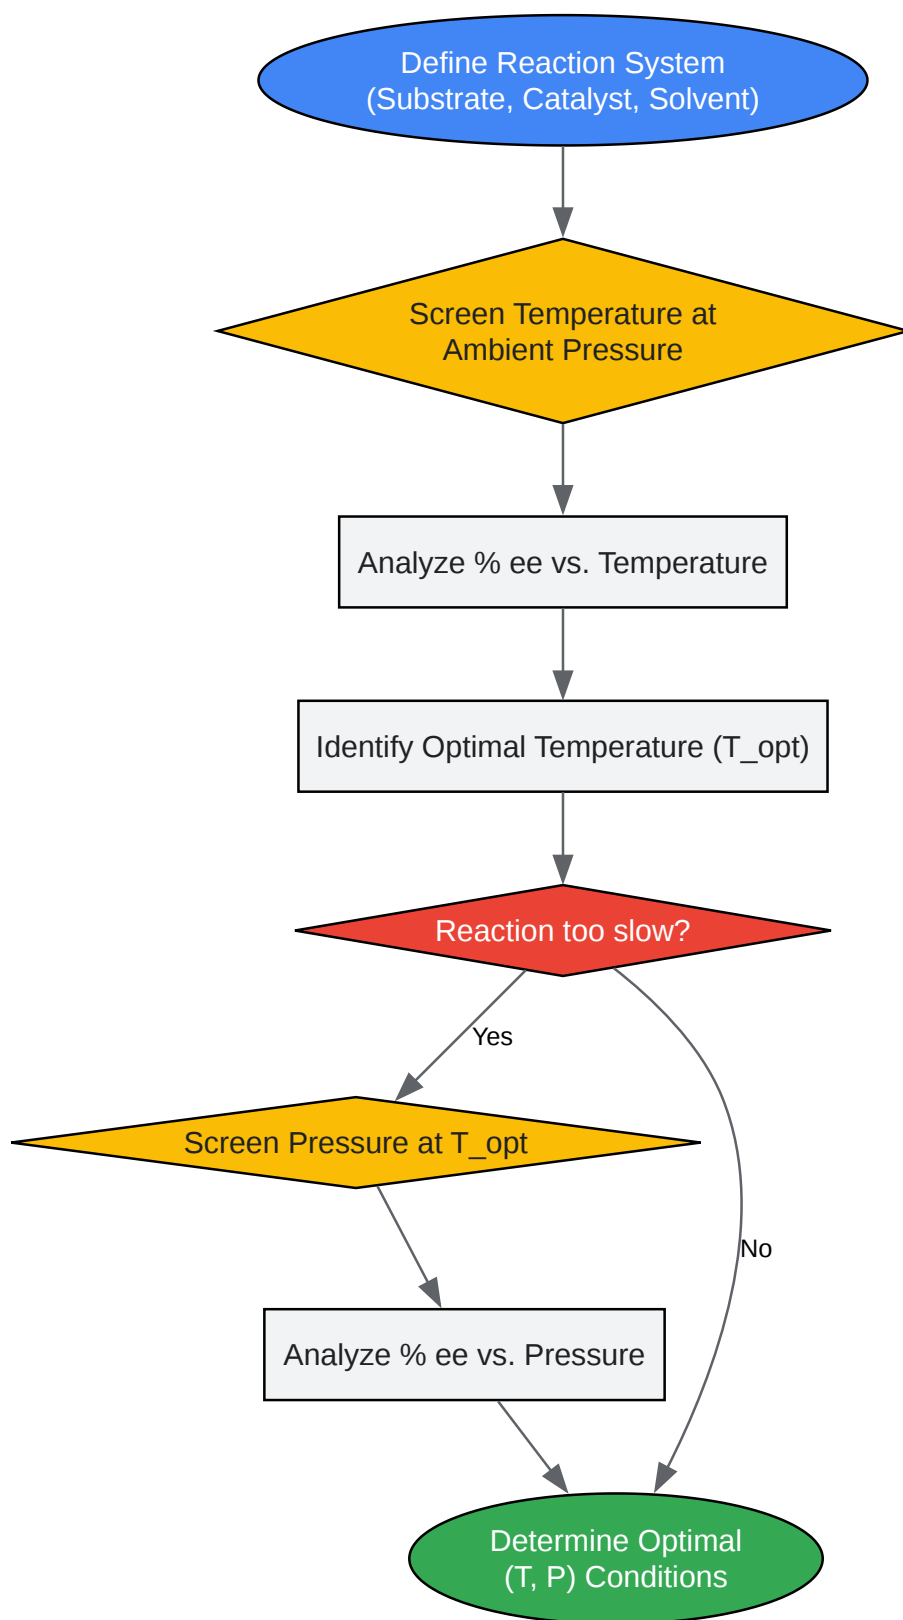 Define Reaction System
(Substrate, Catalyst, Solvent)
Screen Temperature at
Ambient Pressure
Analyze % ee vs. Temperature
Identify Optimal Temperature (T_opt)
Reaction too slow?
Yes
Screen Pressure at T_opt
No
Analyze % ee vs. Pressure
Determine Optimal
(T, P) Conditions